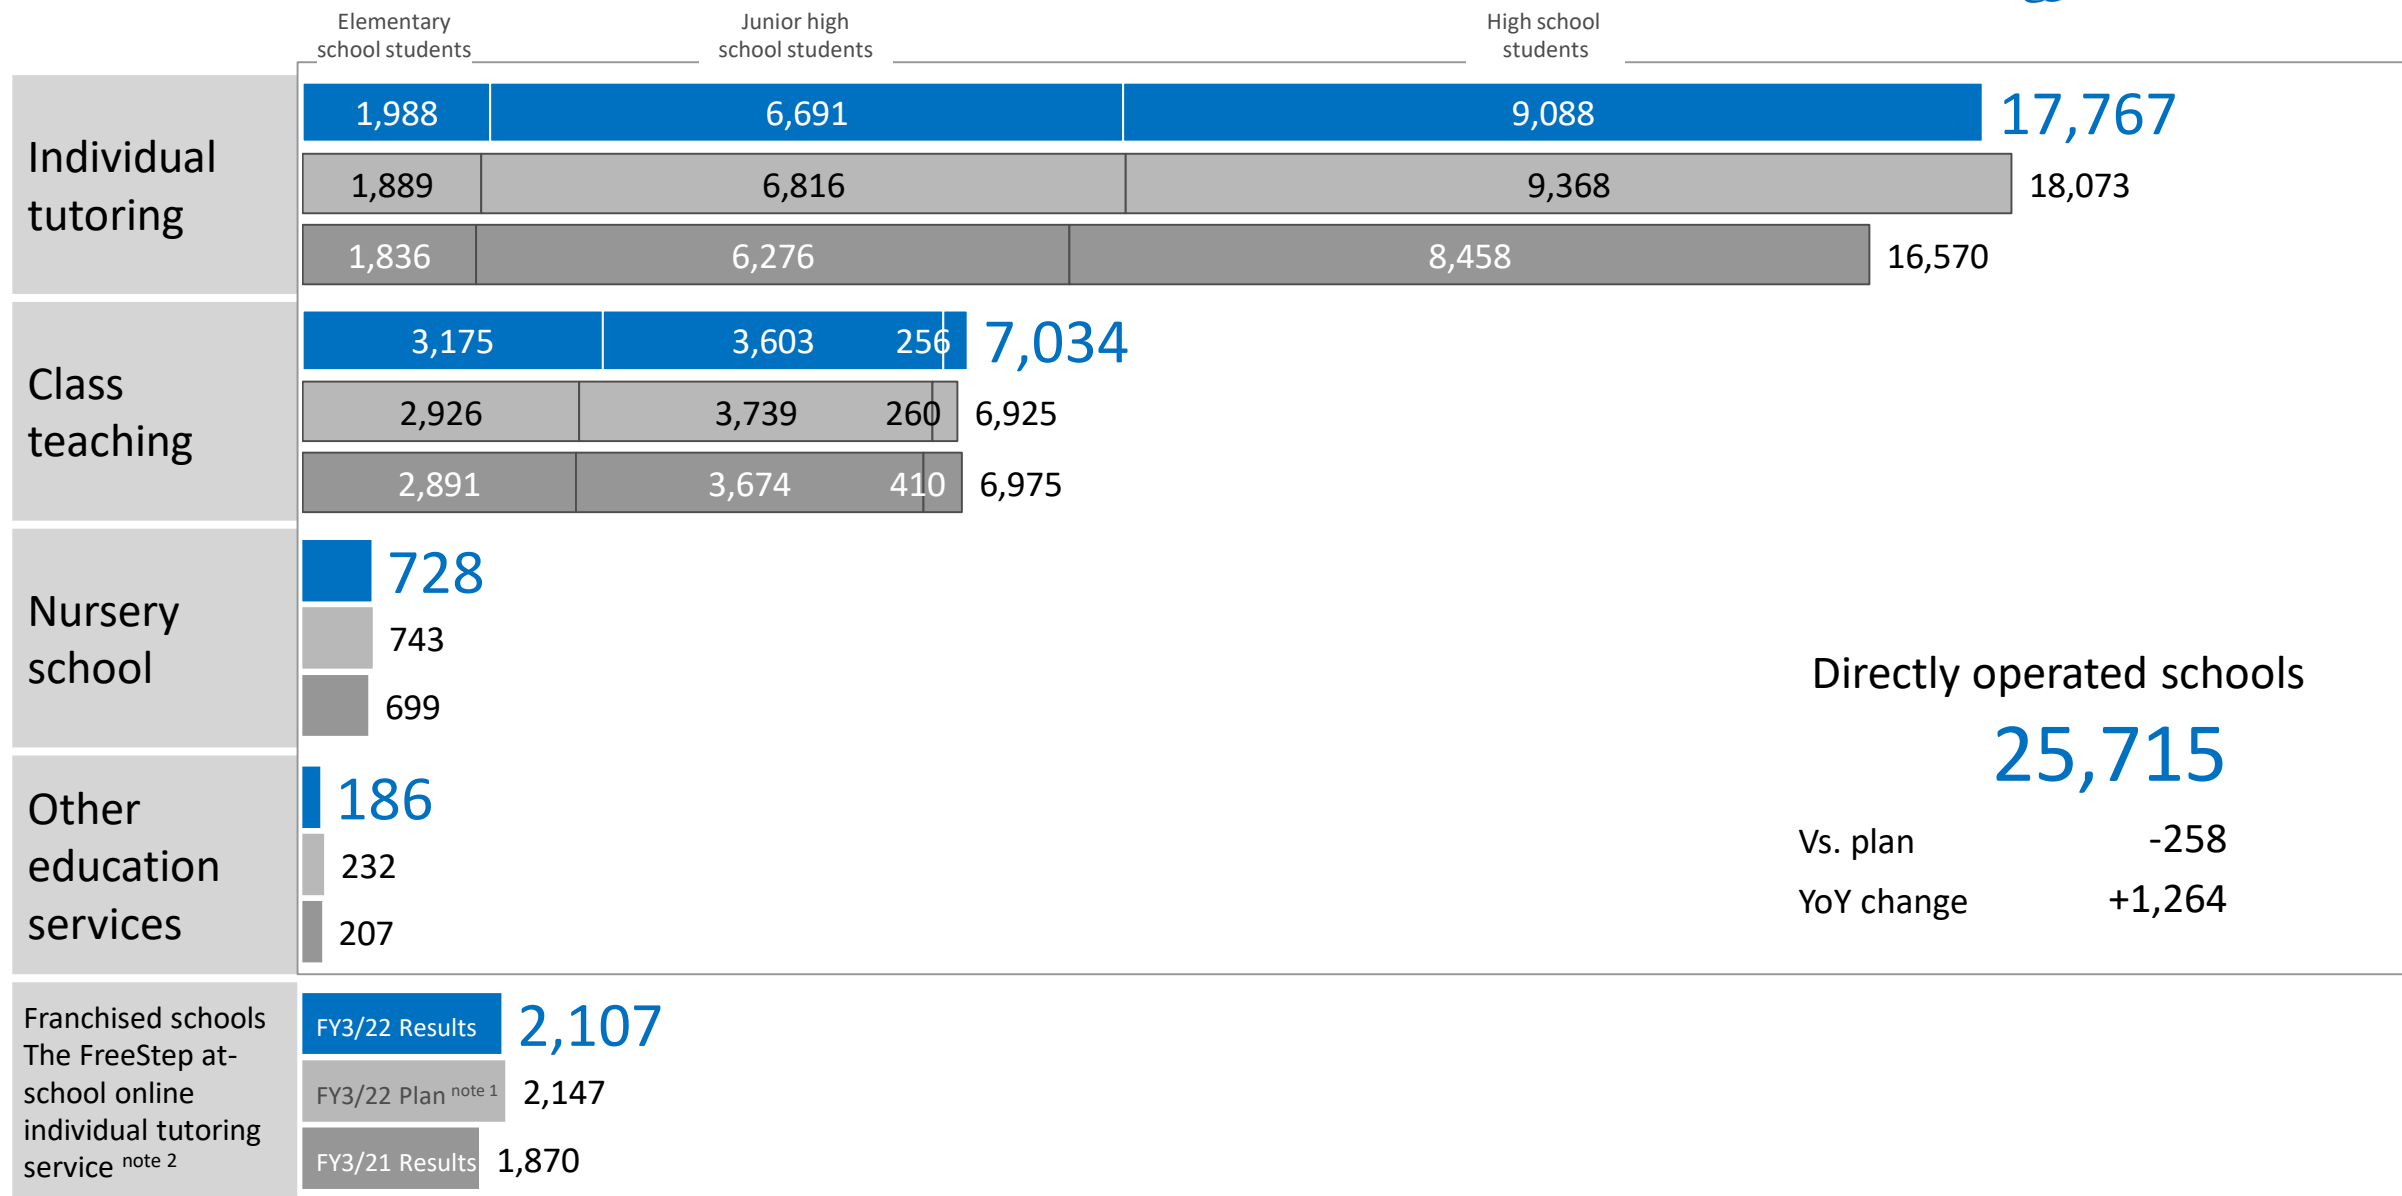 Elementary
school students
Junior high
school students
High school
students
Individual
tutoring
1,988 6,691 9,088 17,767
1,889 6,816 9,368 18,073
1,836 6,276 8,458 16,570
Class
teaching
3,175 3,603 256 7,034
2,926 3,739 260 6,925
2,891 3,674 410 6,975
Nursery
school
728
743
699
Other
education
services
186
232
207
Directly operated schools
25,715
Vs. plan -258
YoY change +1,264
Franchised schools
The FreeStep at-
school online
individual tutoring
service note 2
FY3/22 Results 2,107
FY3/22 Plan note 1 2,147
FY3/21 Results 1,870